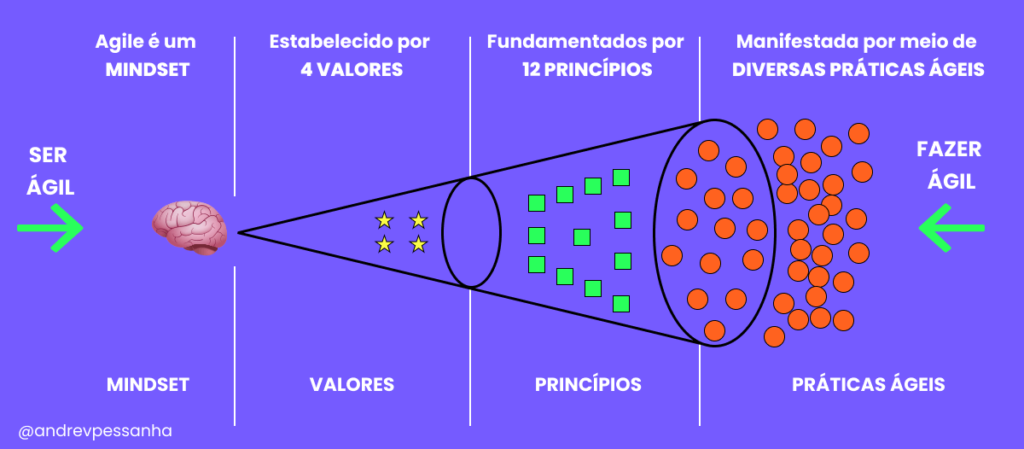 Agile é um
MINDSET
Estabelecido por
4 VALORES
Fundamentados por
12 PRINCÍPIOS
Manifestada por meio de
DIVERSAS PRÁTICAS ÁGEIS
SER
ÁGIL
FAZER
ÁGIL
MINDSET
VALORES
PRINCÍPIOS
PRÁTICAS ÁGEIS
@andrevpessanha